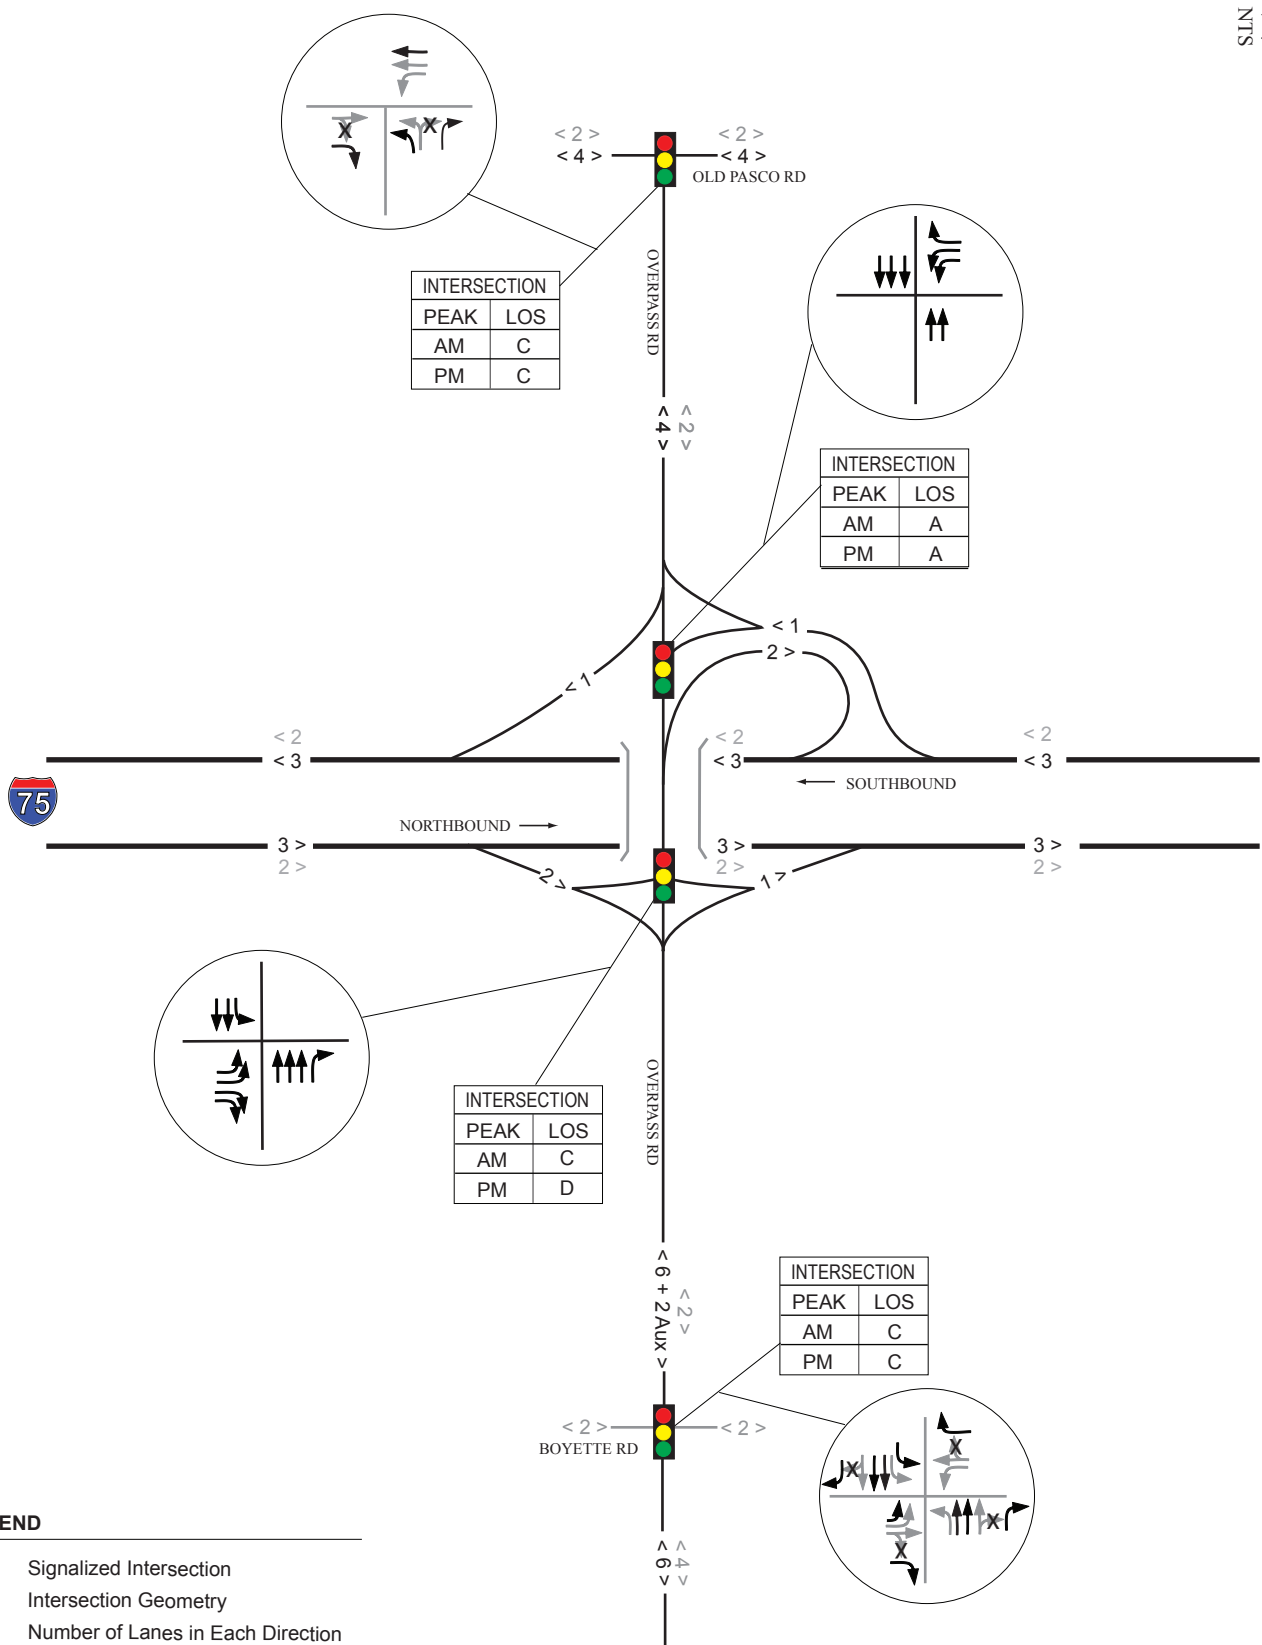 NTS
< 2 >
< 2 >
< 4 >
< 4 >
OLD PASCO RD
INTERSECTION
PEAK LOS
AM C
PM C
OVERPASS RD
< 4 >
< 2 >
INTERSECTION
PEAK LOS
AM A
PM A
< 1
2 >
< 1
< 2
< 3
< 2
< 3
< 2
< 3
75
SOUTHBOUND
NORTHBOUND
3 >
2 >
3 >
2 >
3 >
2 >
2 >
1 >
INTERSECTION
PEAK LOS
AM C
PM D
OVERPASS RD
< 6 + 2 Aux >
< 2 >
INTERSECTION
PEAK LOS
AM C
PM C
< 2 >
< 2 >
BOYETTE RD
X
X
X
X
X
X
< 6 >
< 4 >
END
Signalized Intersection
Intersection Geometry
Number of Lanes in Each Direction